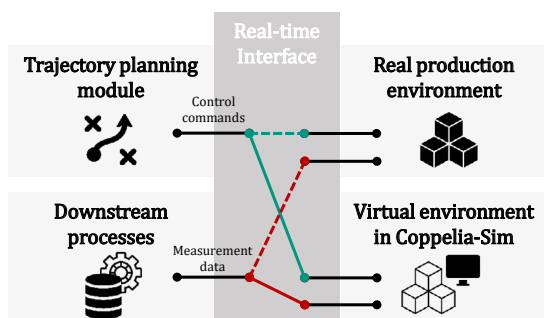 Real-time
Interface
Trajectory planning
module
Real production
environment
Control
commands
Downstream
processes
Virtual environment
in Coppelia-Sim
Measurement
data